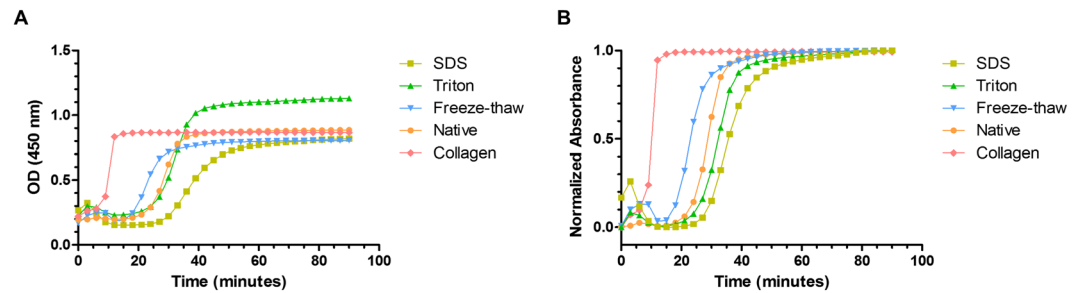 A
OD (450 nm)
1.5
1.0
0.5
0.0
0
20
40
60
80
100
Time (minutes)
SDS
Triton
Freeze-thaw
Native
Collagen
B
Normalized Absorbance
1.0
0.5
0.0
0
20
40
60
80
100
Time (minutes)
SDS
Triton
Freeze-thaw
Native
Collagen